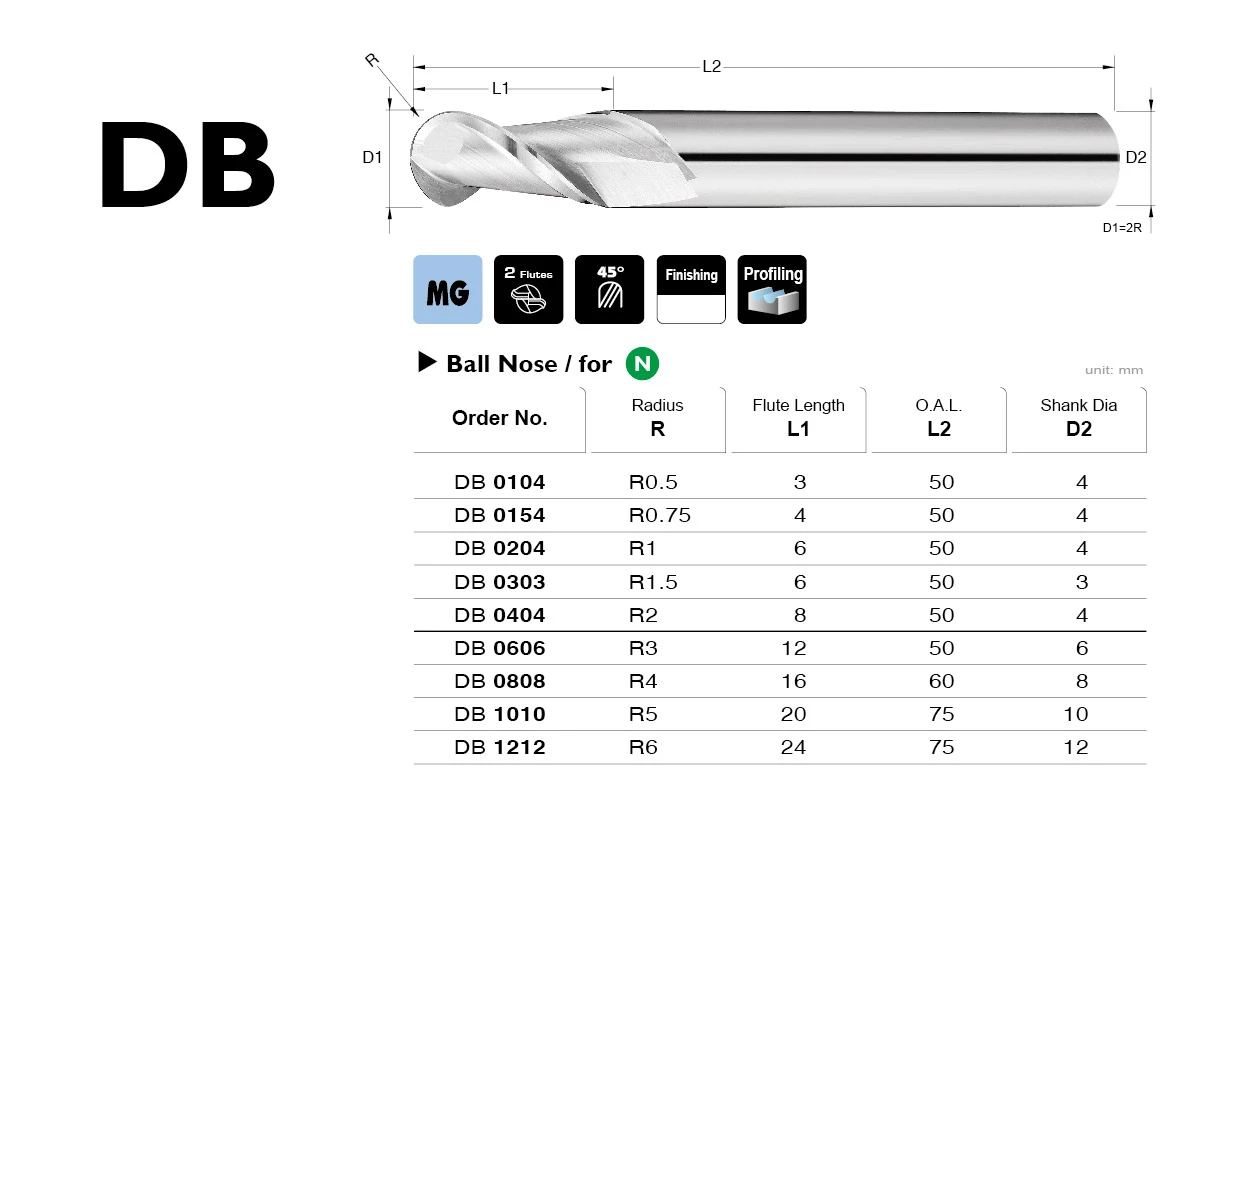 DB
R
L2
L1
D1
D2
D1=2R
MG
2 Flutes
45°
Finishing
Profiling
Ball Nose / for N
unit: mm
Order No. Radius R Flute Length L1 O.A.L. L2 Shank Dia D2
DB 0104 R0.5 3 50 4
DB 0154 R0.75 4 50 4
DB 0204 R1 6 50 4
DB 0303 R1.5 6 50 3
DB 0404 R2 8 50 4
DB 0606 R3 12 50 6
DB 0808 R4 16 60 8
DB 1010 R5 20 75 10
DB 1212 R6 24 75 12